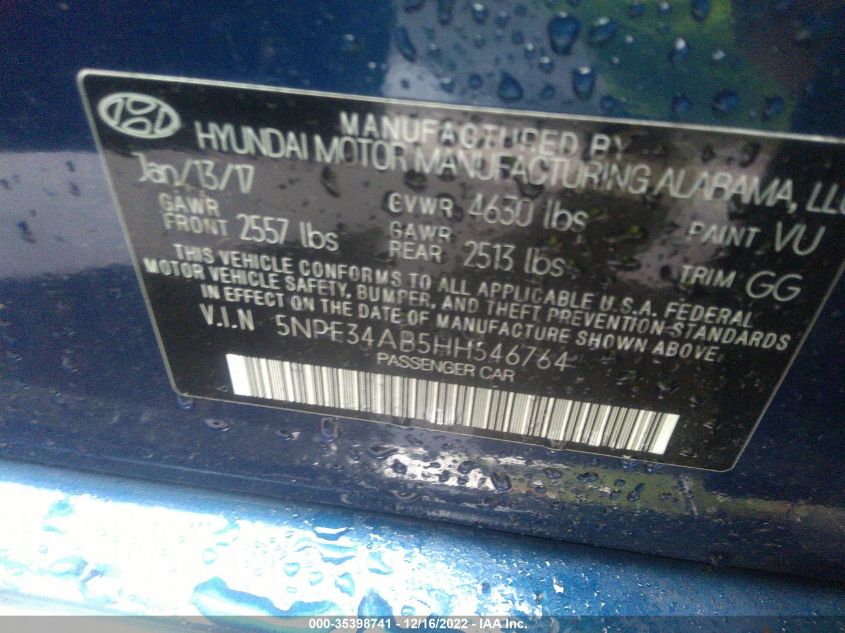 MANUFACTURED BY
HYUNDAI MOTOR MANUFACTURING ALABAMA, LLC
Jan/13/17
GAWR FRONT 2557 lbs
GVWR 4630 lbs
GAWR REAR 2513 lbs
PAINT VU
TRIM GG
THIS VEHICLE CONFORMS TO ALL APPLICABLE U.S.A. FEDERAL
MOTOR VEHICLE SAFETY, BUMPER, AND THEFT PREVENTION STANDARDS
IN EFFECT ON THE DATE OF MANUFACTURE SHOWN ABOVE.
V.I.N 5NPE34AB5HH546764
PASSENGER CAR
000-35398741 - 12/16/2022 - IAA Inc.